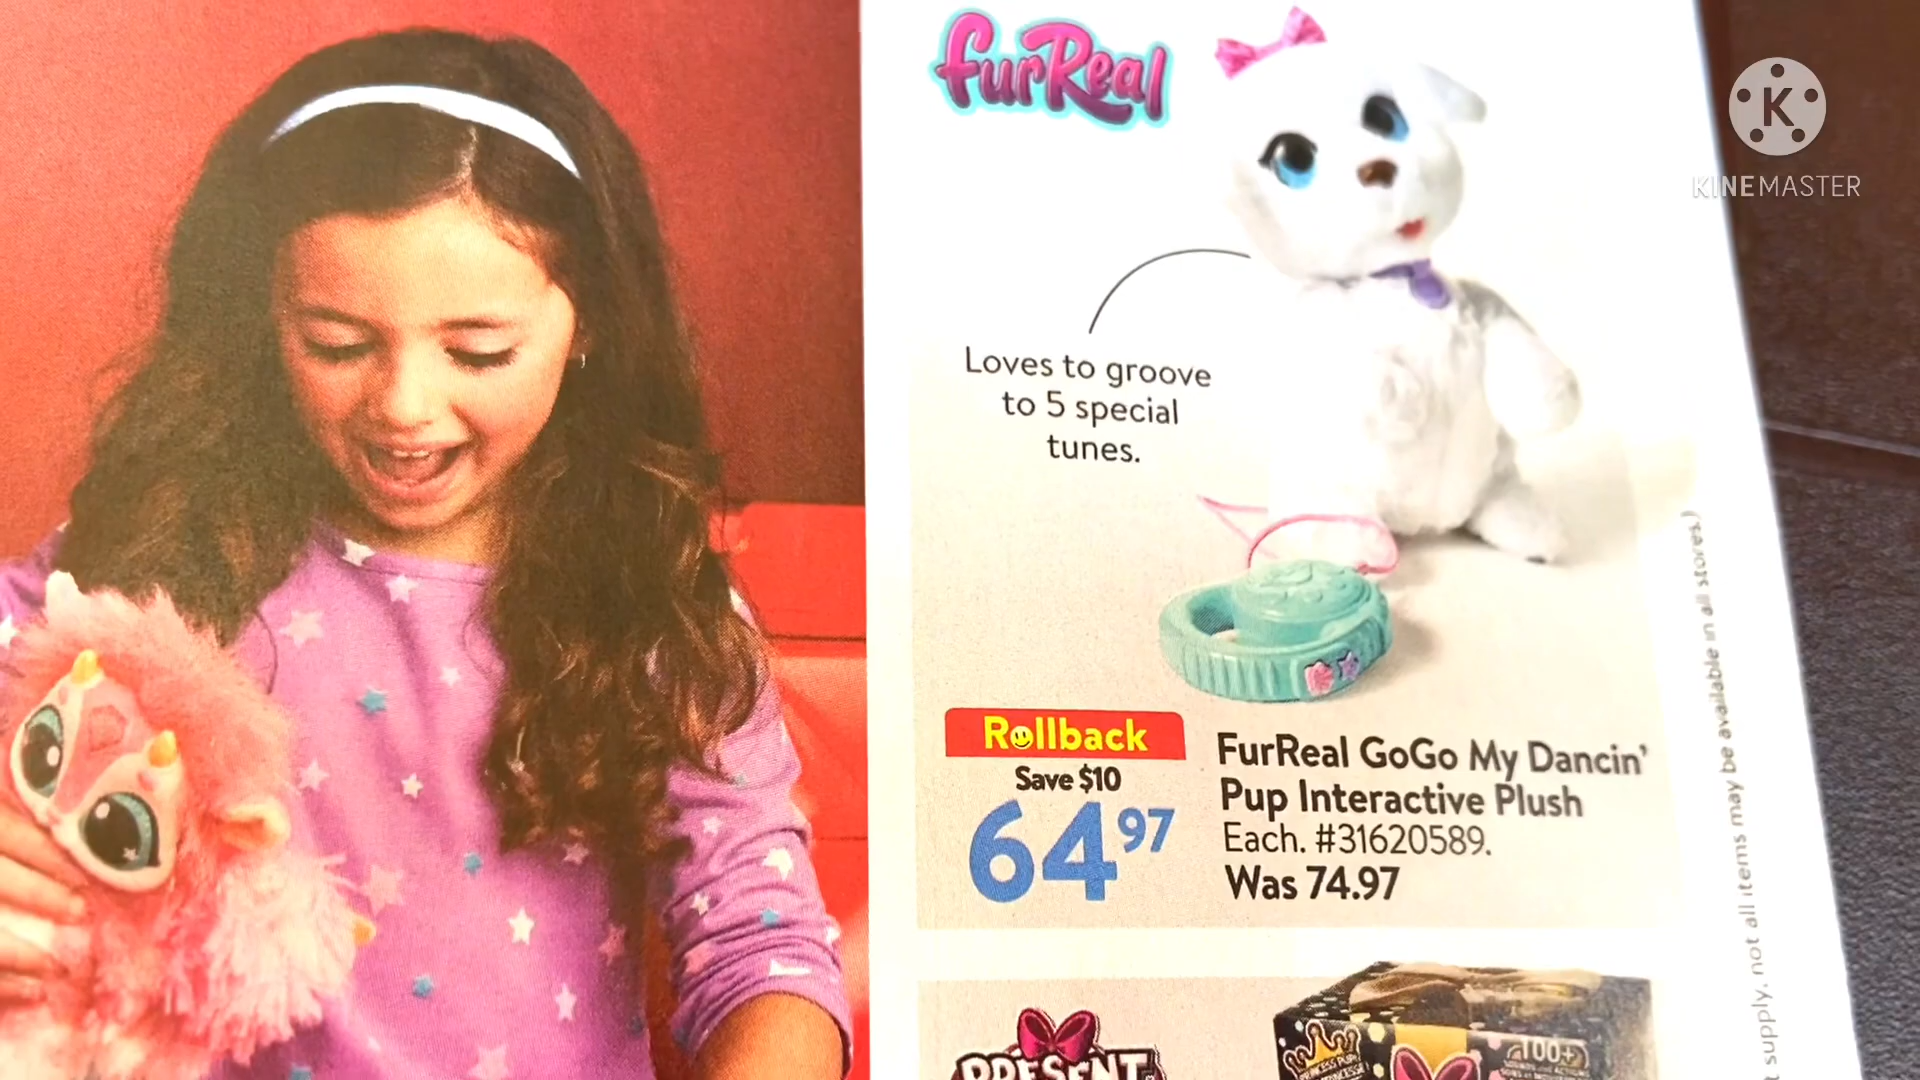 furReal
K
KINEMASTER
Loves to groove
to 5 special
tunes.
Rollback
Save $10
64 97
FurReal GoGo My Dancin'
Pup Interactive Plush
Each. #31620589.
Was 74.97
supply, not all items may be available in all stores.)
PRESENT
100+